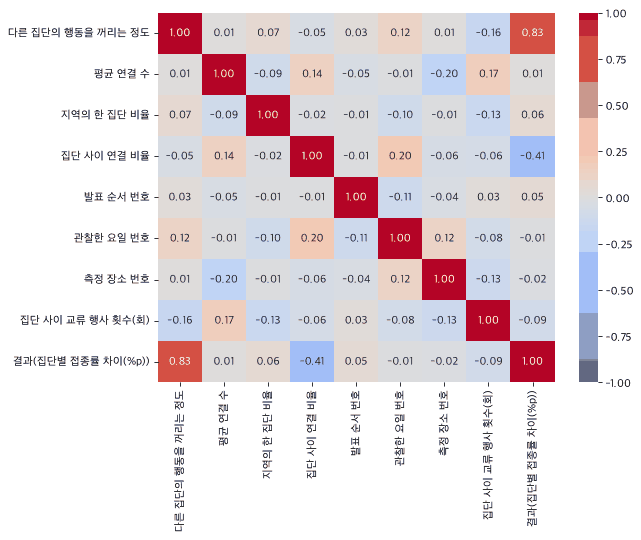 다른 집단의 행동을 꺼리는 정도 1.00 0.01 0.07 -0.05 0.03 0.12 0.01 -0.16 0.83
평균 연결 수 0.01 1.00 -0.09 0.14 -0.05 -0.01 -0.20 0.17 0.01
지역의 한 집단 비율 0.07 -0.09 1.00 -0.02 -0.01 -0.10 -0.01 -0.13 0.06
집단 사이 연결 비율 -0.05 0.14 -0.02 1.00 -0.01 0.20 -0.06 -0.06 -0.41
발표 순서 번호 0.03 -0.05 -0.01 -0.01 1.00 -0.11 -0.04 0.03 0.05
관찰한 요일 번호 0.12 -0.01 -0.10 0.20 -0.11 1.00 0.12 -0.08 -0.01
측정 장소 번호 0.01 -0.20 -0.01 -0.06 -0.04 0.12 1.00 -0.13 -0.02
집단 사이 교류 행사 횟수(회) -0.16 0.17 -0.13 -0.06 0.03 -0.08 -0.13 1.00 -0.09
결과(집단별 접종률 차이(%p)) 0.83 0.01 0.06 -0.41 0.05 -0.01 -0.02 -0.09 1.00
다른 집단의 행동을 꺼리는 정도
평균 연결 수
지역의 한 집단 비율
집단 사이 연결 비율
발표 순서 번호
관찰한 요일 번호
측정 장소 번호
집단 사이 교류 행사 횟수(회)
결과(집단별 접종률 차이(%p))
1.00
0.75
0.50
0.25
0.00
-0.25
-0.50
-0.75
-1.00